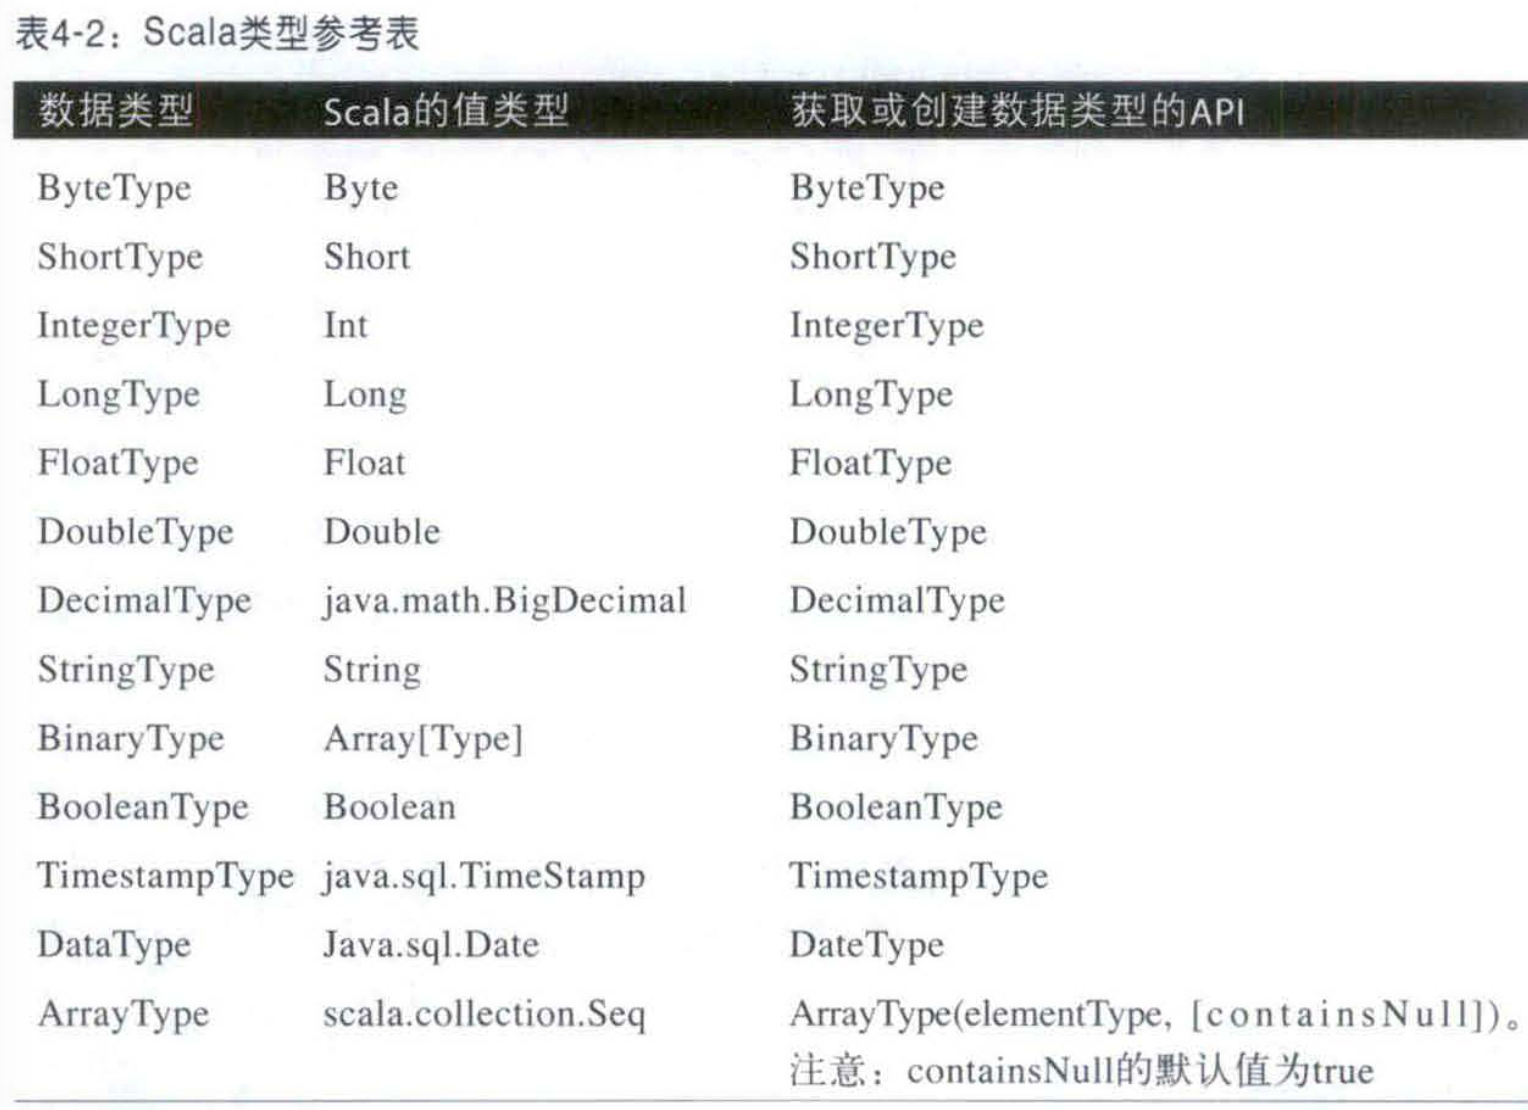 表4-2：Scala类型参考表
数据类型 Scala的值类型 获取或创建数据类型的API
ByteType Byte ByteType
ShortType Short ShortType
IntegerType Int IntegerType
LongType Long LongType
FloatType Float FloatType
DoubleType Double DoubleType
DecimalType java.math.BigDecimal DecimalType
StringType String StringType
BinaryType Array[Type] BinaryType
BooleanType Boolean BooleanType
TimestampType java.sql.TimeStamp TimestampType
DataType Java.sql.Date DateType
ArrayType scala.collection.Seq ArrayType(elementType, [containsNull])。
注意：containsNull的默认值为true